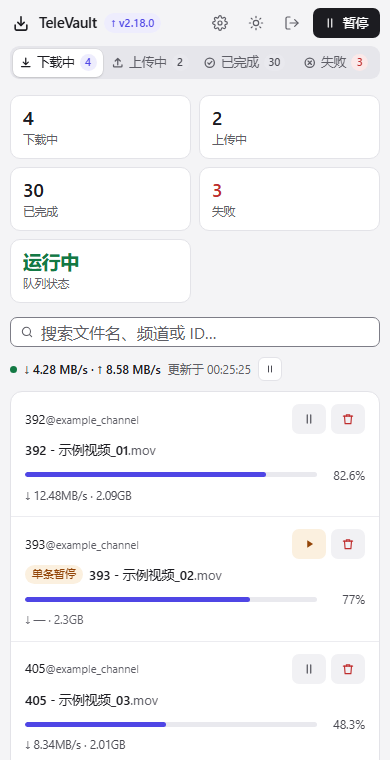 TeleVault ↑ v2.18.0 暂停
下载中 4 上传中 2 已完成 30 失败 3
4
下载中
2
上传中
30
已完成
3
失败
运行中
队列状态
搜索文件名、频道或 ID...
↓ 4.28 MB/s · ↑ 8.58 MB/s 更新于 00:25:25
392@example_channel
392 - 示例视频_01.mov
82.6%
↓ 12.48MB/s · 2.09GB
393@example_channel
单条暂停 393 - 示例视频_02.mov
77%
↓ — · 2.3GB
405@example_channel
405 - 示例视频_03.mov
48.3%
↓ 8.34MB/s · 2.01GB